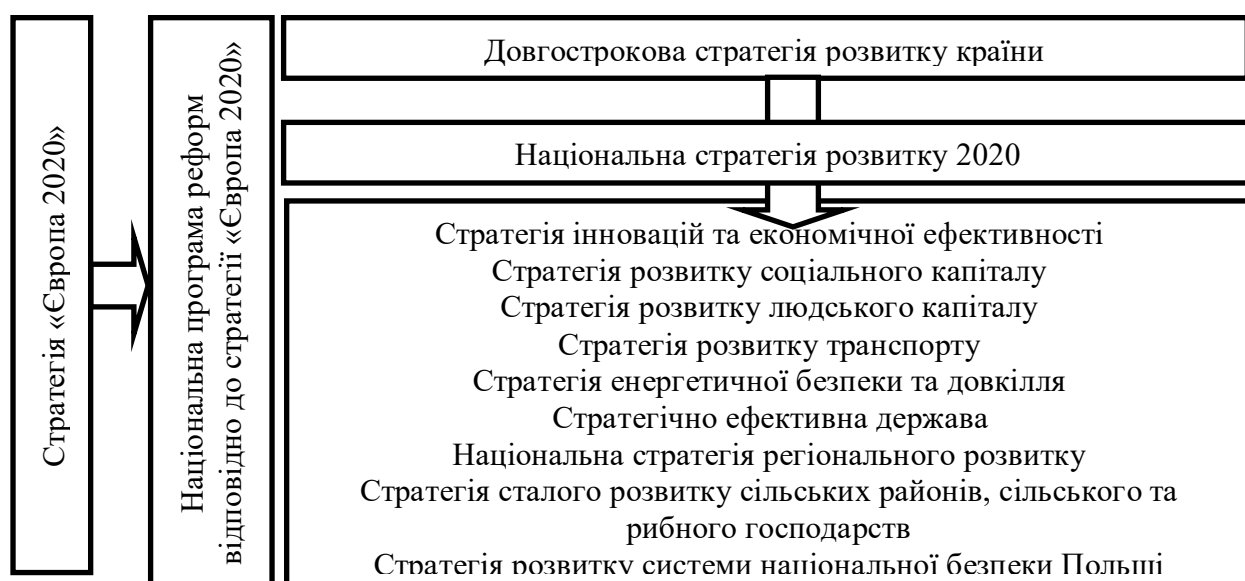 Стратегія «Європа 2020»
Національна програма реформ
відповідно до стратегії «Європа 2020»
Довгострокова стратегія розвитку країни
Національна стратегія розвитку 2020
Стратегія інновацій та економічної ефективності
Стратегія розвитку соціального капіталу
Стратегія розвитку людського капіталу
Стратегія розвитку транспорту
Стратегія енергетичної безпеки та довкілля
Стратегічно ефективна держава
Національна стратегія регіонального розвитку
Стратегія сталого розвитку сільських районів, сільського та
рибного господарств
Стратегія розвитку системи національної безпеки Польщі